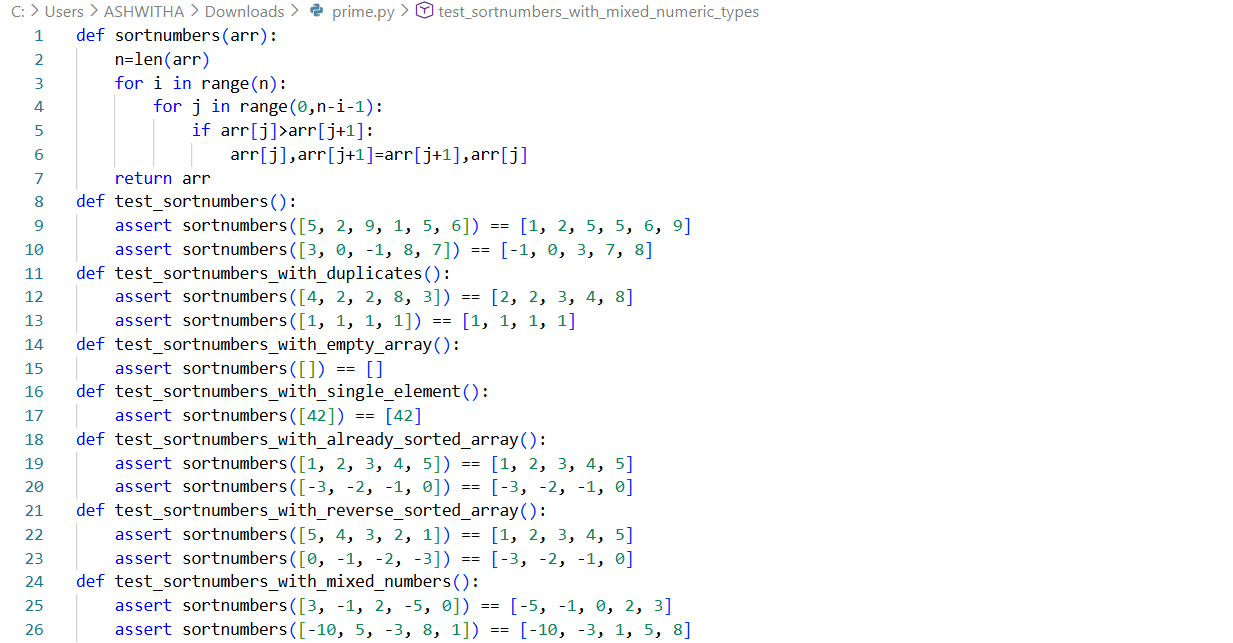 C: > Users > ASHWITHA > Downloads > prime.py > test_sortnumbers_with_mixed_numeric_types
1 def sortnumbers(arr):
2     n=len(arr)
3     for i in range(n):
4         for j in range(0,n-i-1):
5             if arr[j]>arr[j+1]:
6                 arr[j],arr[j+1]=arr[j+1],arr[j]
7     return arr
8 def test_sortnumbers():
9     assert sortnumbers([5, 2, 9, 1, 5, 6]) == [1, 2, 5, 5, 6, 9]
10     assert sortnumbers([3, 0, -1, 8, 7]) == [-1, 0, 3, 7, 8]
11 def test_sortnumbers_with_duplicates():
12     assert sortnumbers([4, 2, 2, 8, 3]) == [2, 2, 3, 4, 8]
13     assert sortnumbers([1, 1, 1, 1]) == [1, 1, 1, 1]
14 def test_sortnumbers_with_empty_array():
15     assert sortnumbers([]) == []
16 def test_sortnumbers_with_single_element():
17     assert sortnumbers([42]) == [42]
18 def test_sortnumbers_with_already_sorted_array():
19     assert sortnumbers([1, 2, 3, 4, 5]) == [1, 2, 3, 4, 5]
20     assert sortnumbers([-3, -2, -1, 0]) == [-3, -2, -1, 0]
21 def test_sortnumbers_with_reverse_sorted_array():
22     assert sortnumbers([5, 4, 3, 2, 1]) == [1, 2, 3, 4, 5]
23     assert sortnumbers([0, -1, -2, -3]) == [-3, -2, -1, 0]
24 def test_sortnumbers_with_mixed_numbers():
25     assert sortnumbers([3, -1, 2, -5, 0]) == [-5, -1, 0, 2, 3]
26     assert sortnumbers([-10, 5, -3, 8, 1]) == [-10, -3, 1, 5, 8]